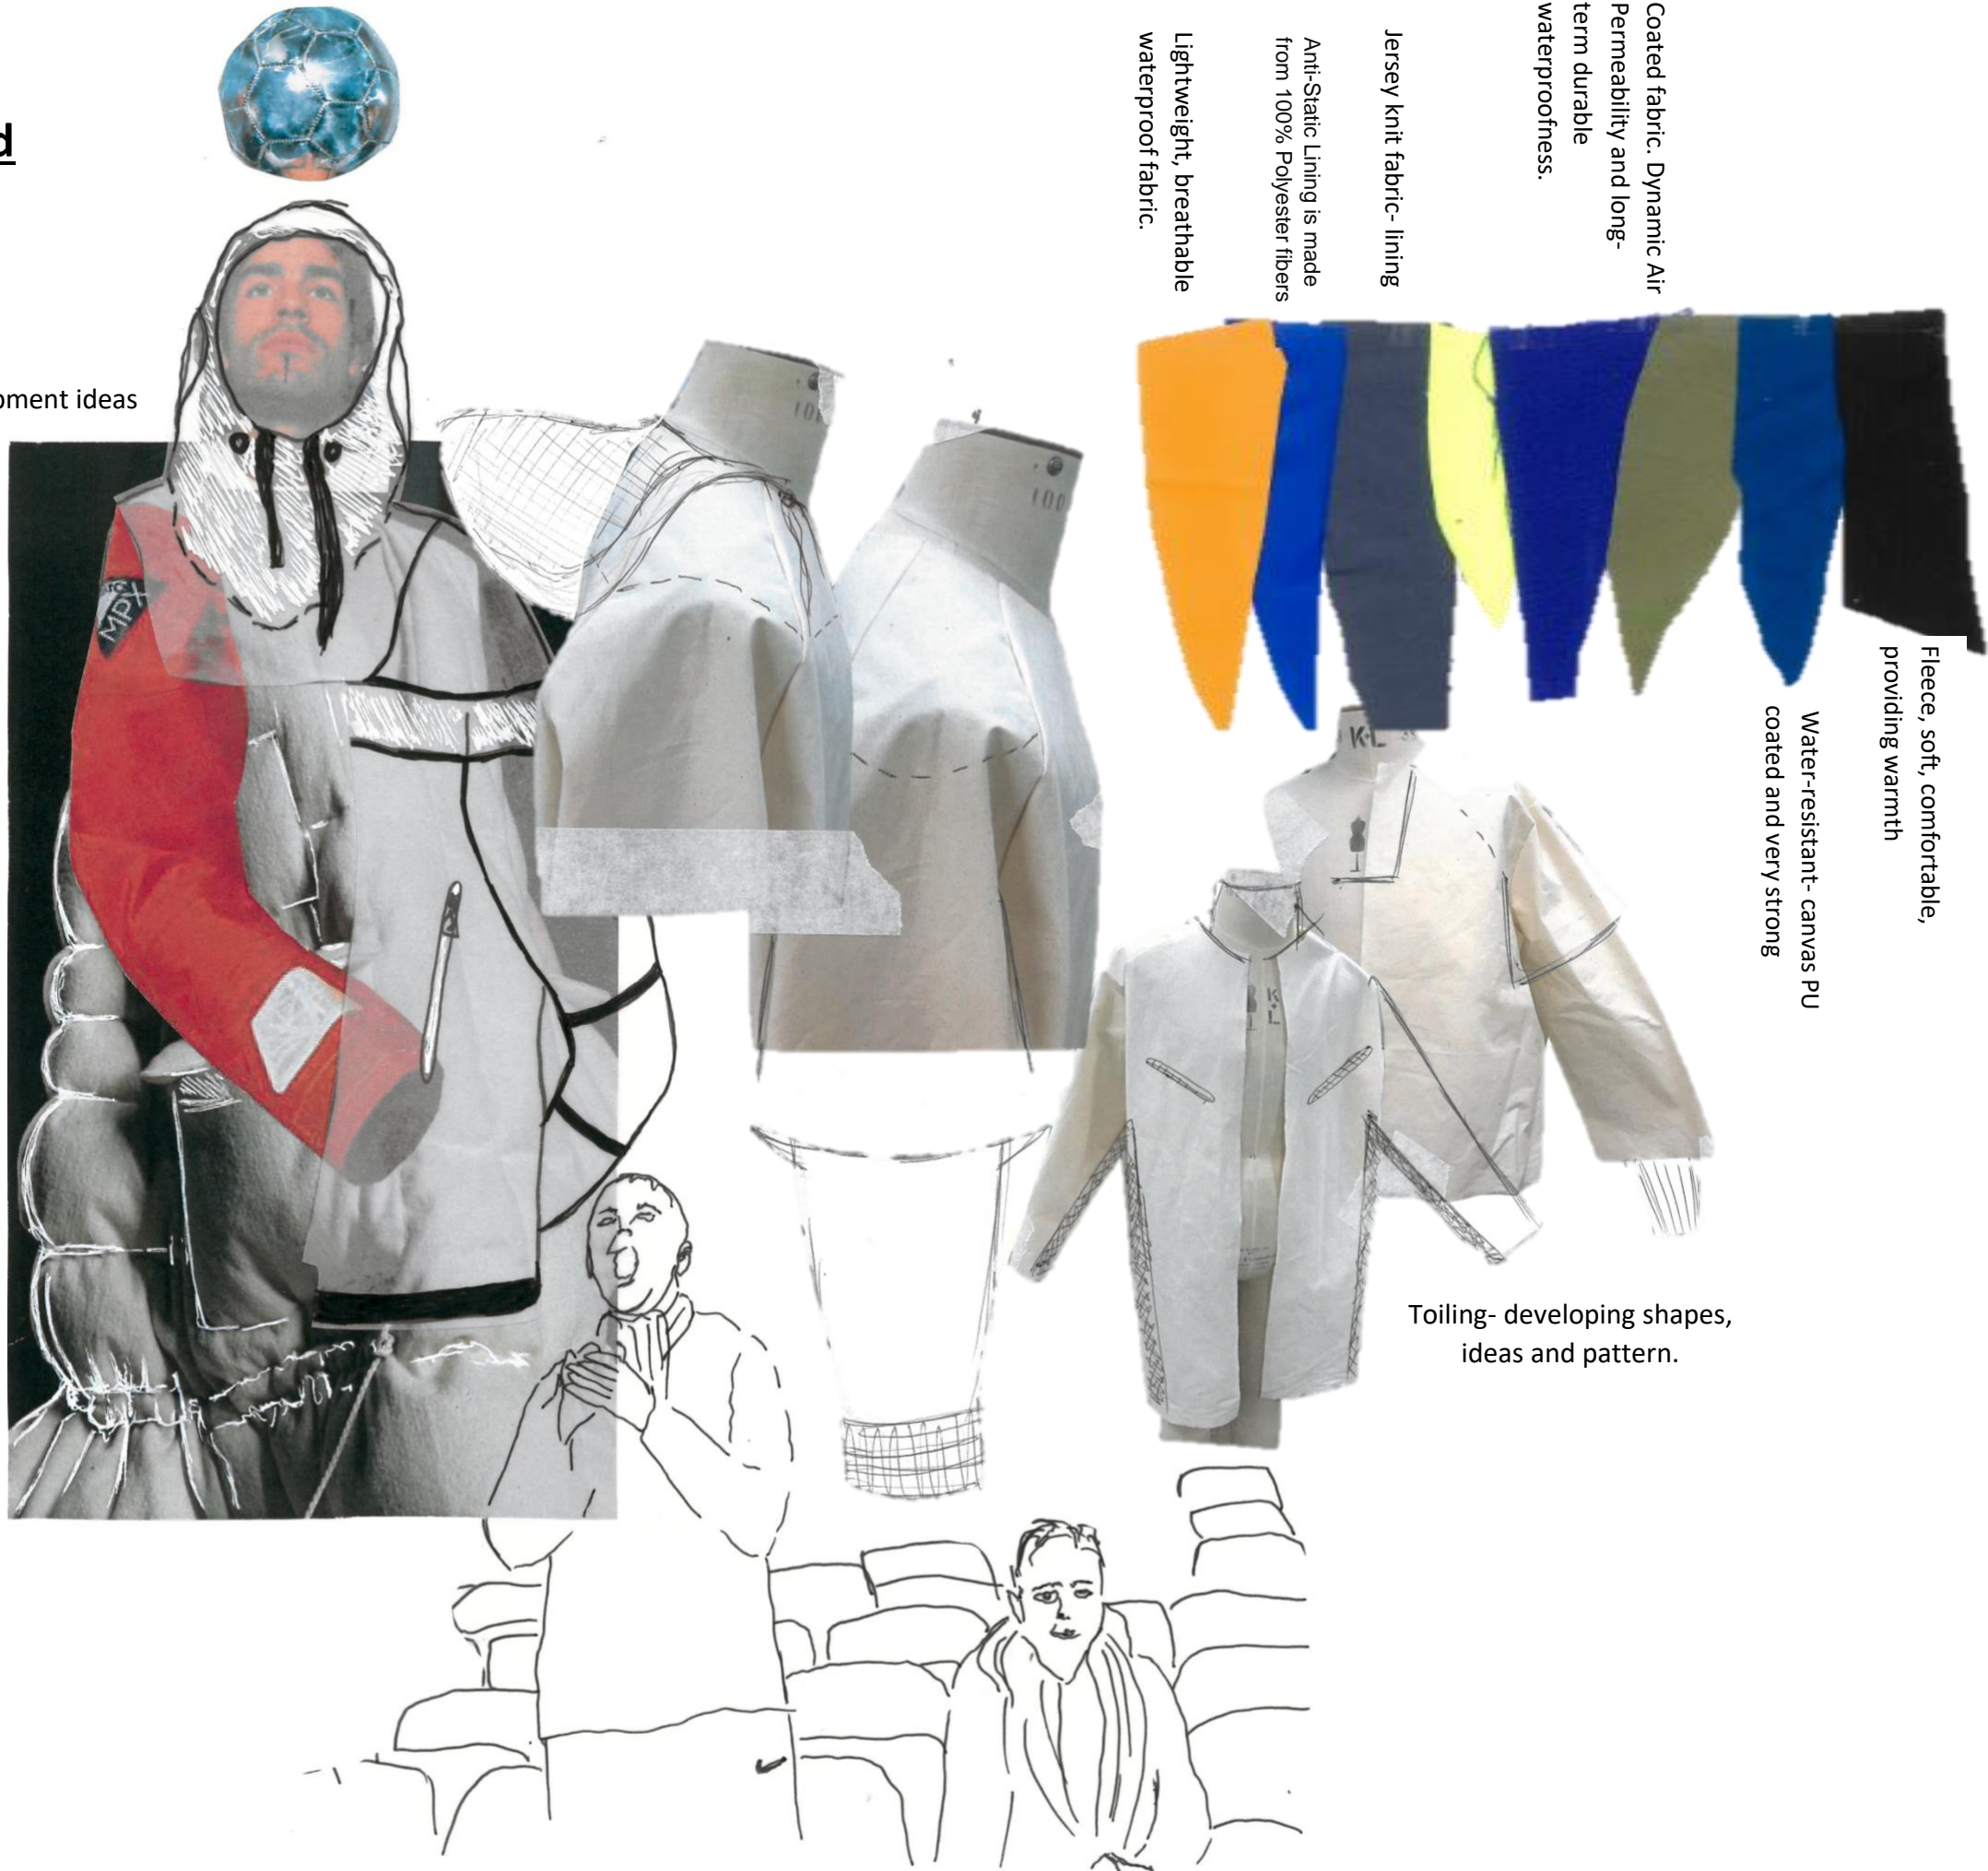 d
pment ideas
Lightweight, breathable
waterproof fabric.
Anti-Static Lining is made
from 100% Polyester fibers
Jersey knit fabric- lining
Coated fabric. Dynamic Air
Permeability and long-
term durable
waterproofness.
Fleece, soft, comfortable,
providing warmth
Water-resistant- canvas PU
coated and very strong
100
K+L
K+L
Toiling- developing shapes,
ideas and pattern.